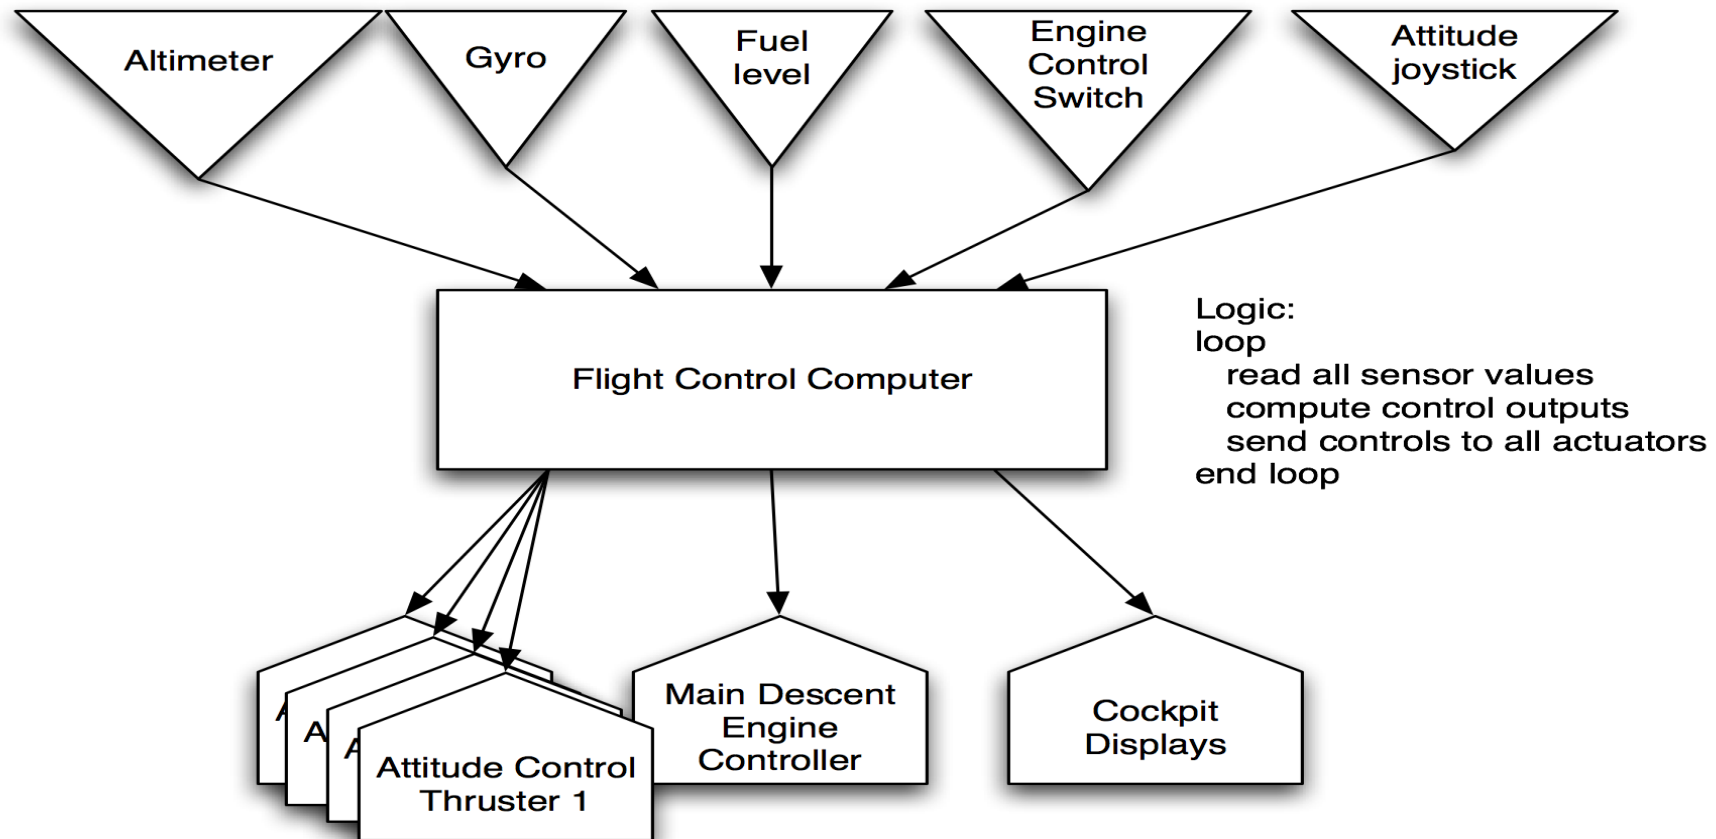 Altimeter
Gyro
Fuel
level
Engine
Control
Switch
Attitude
joystick
Flight Control Computer
Logic:
loop
read all sensor values
compute control outputs
send controls to all actuators
end loop
A
A
A
Attitude Control
Thruster 1
Main Descent
Engine
Controller
Cockpit
Displays